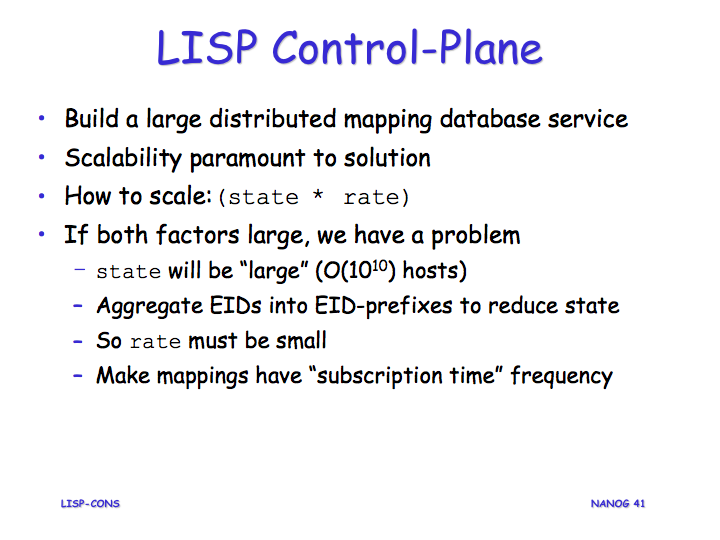 LISP Control-Plane
• Build a large distributed mapping database service
• Scalability paramount to solution
• How to scale: (state * rate)
• If both factors large, we have a problem
– state will be “large” (O(10¹⁰) hosts)
– Aggregate EIDs into EID-prefixes to reduce state
– So rate must be small
– Make mappings have “subscription time” frequency
LISP-CONS NANOG 41